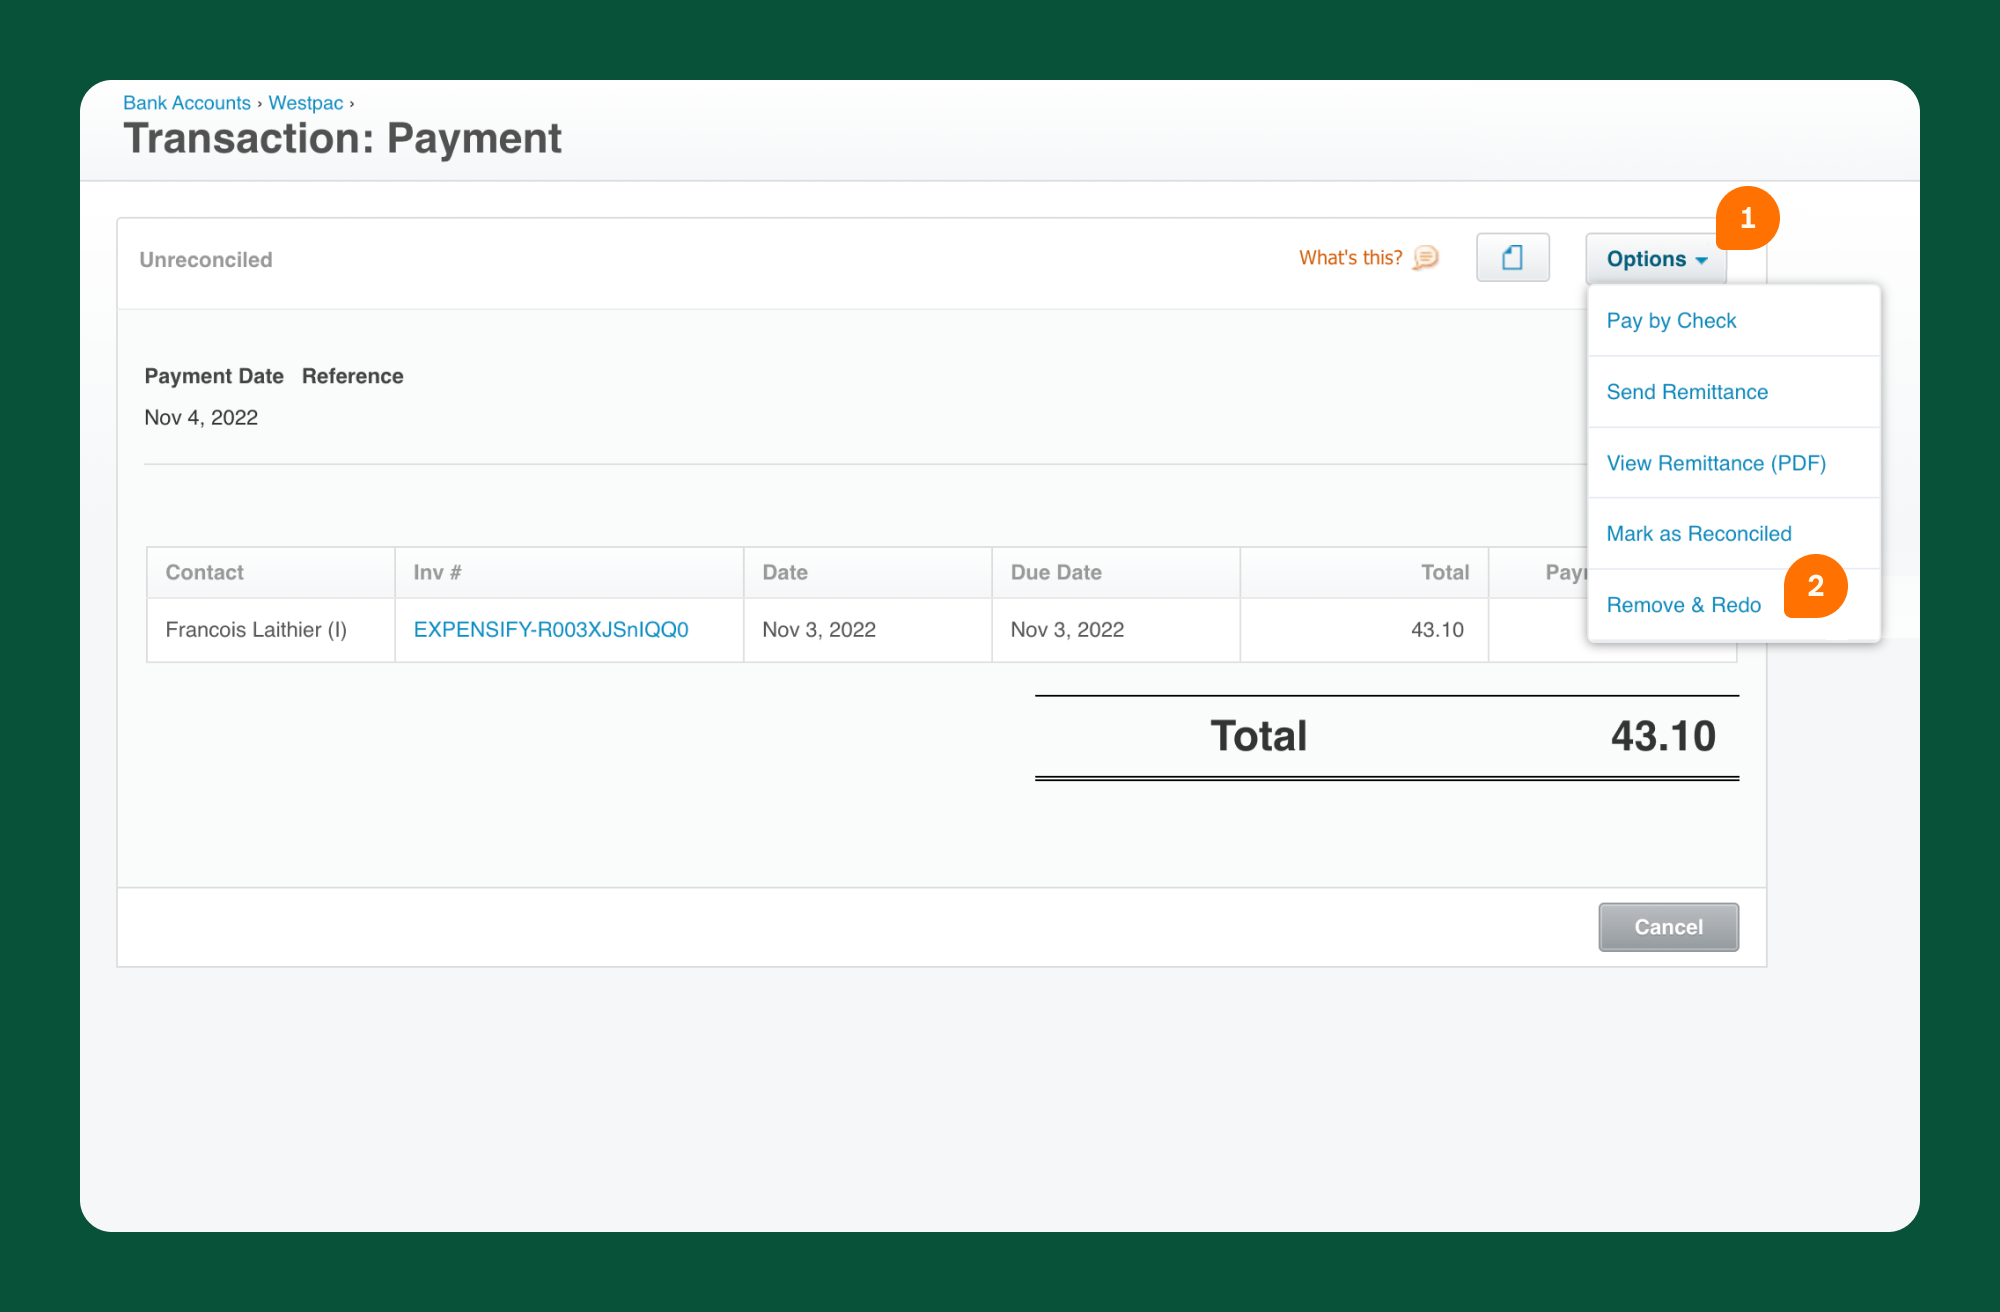 Bank Accounts › Westpac ›
Transaction: Payment
1
Unreconciled What's this? Options
Pay by Check
Send Remittance
View Remittance (PDF)
Mark as Reconciled
2
Remove & Redo
Payment Date Reference
Nov 4, 2022
Contact Inv # Date Due Date Total
Francois Laithier (I) EXPENSIFY-R003XJSnIQQ0 Nov 3, 2022 Nov 3, 2022 43.10
Total 43.10
Cancel